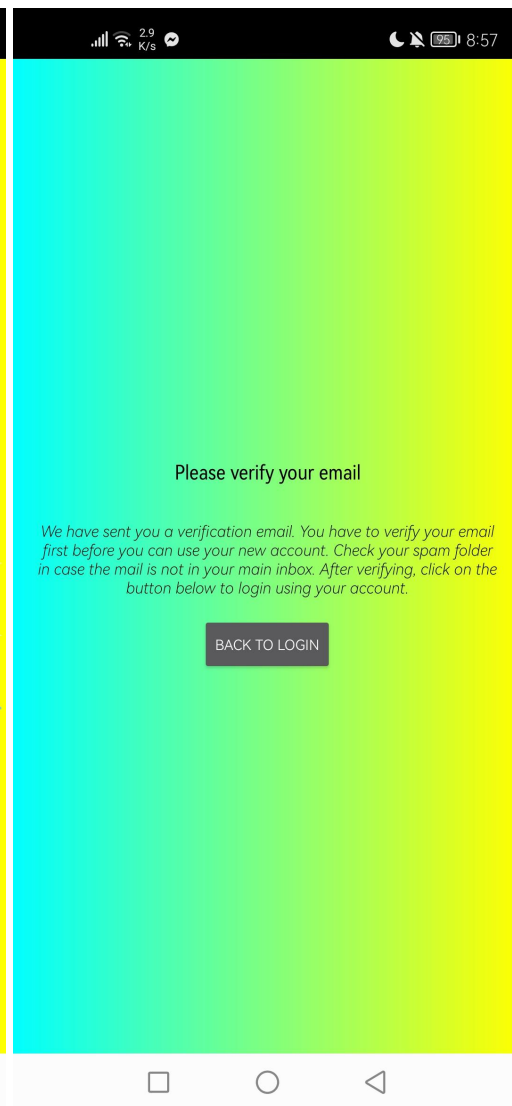 2.9
K/s
95
8:57
Please verify your email
We have sent you a verification email. You have to verify your email
first before you can use your new account. Check your spam folder
in case the mail is not in your main inbox. After verifying, click on the
button below to login using your account.
BACK TO LOGIN